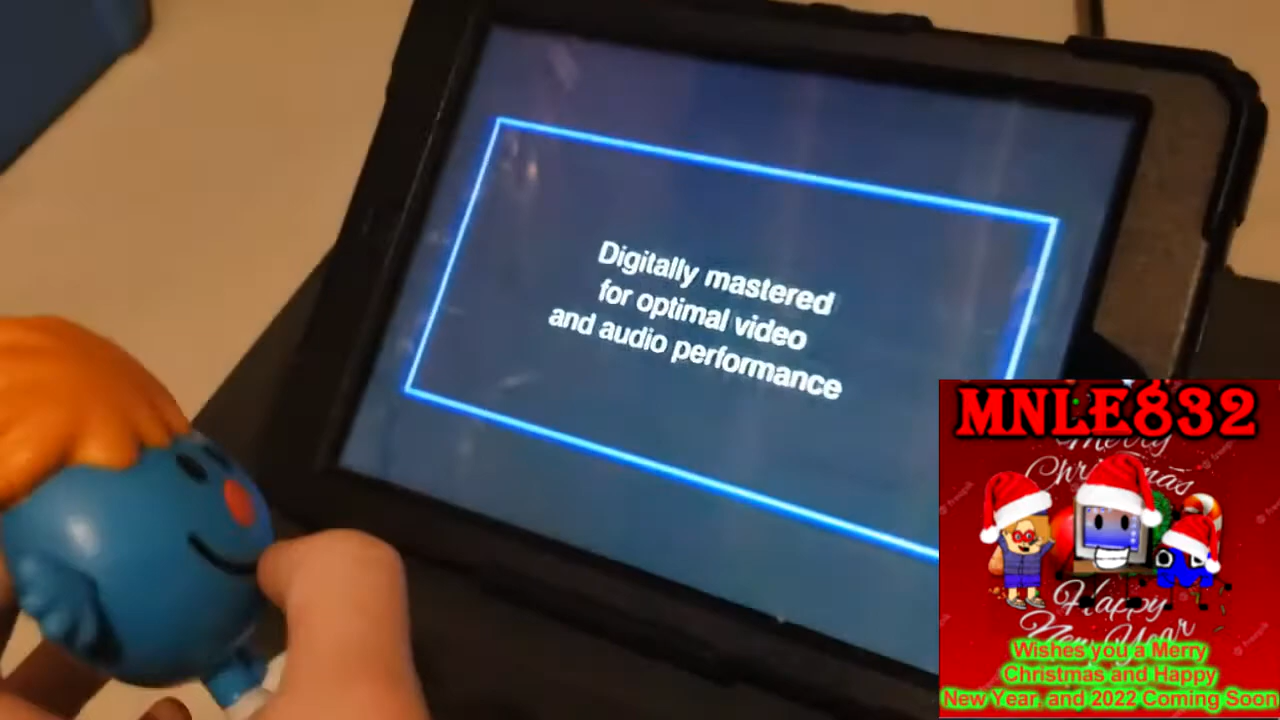 Digitally mastered
for optimal video
and audio performance
MNLE832
Merry
Christmas
Happy
New Year
Wishes you a Merry
Christmas and Happy
New Year. and 2022 Coming Soon